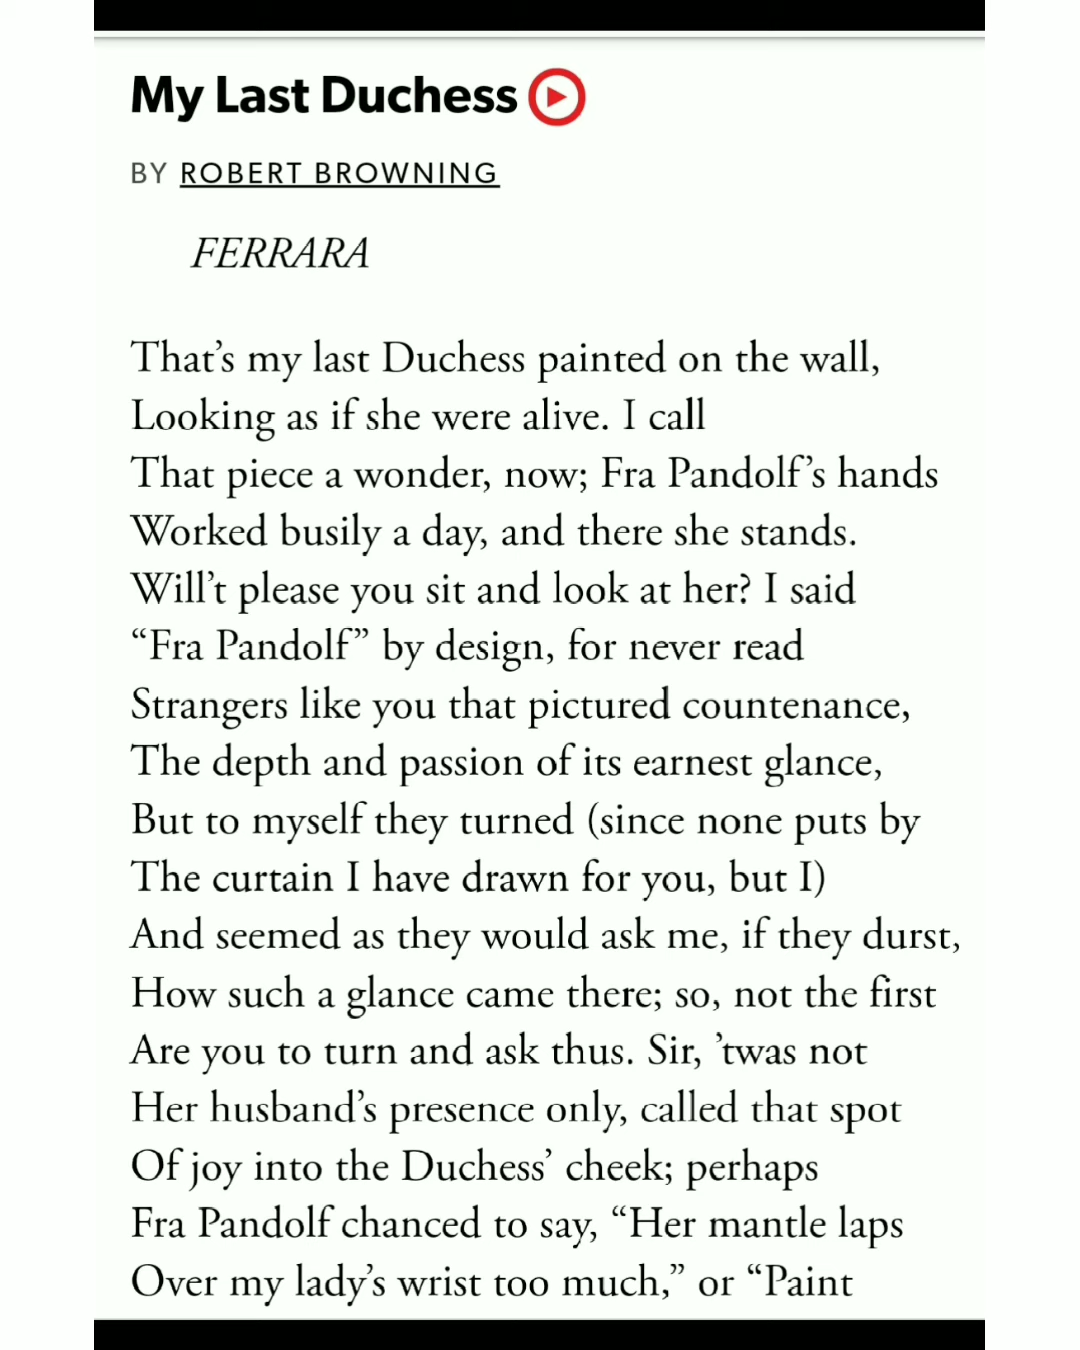 My Last Duchess
BY ROBERT BROWNING
FERRARA
That’s my last Duchess painted on the wall,
Looking as if she were alive. I call
That piece a wonder, now; Fra Pandolf’s hands
Worked busily a day, and there she stands.
Will’t please you sit and look at her? I said
“Fra Pandolf” by design, for never read
Strangers like you that pictured countenance,
The depth and passion of its earnest glance,
But to myself they turned (since none puts by
The curtain I have drawn for you, but I)
And seemed as they would ask me, if they durst,
How such a glance came there; so, not the first
Are you to turn and ask thus. Sir, ’twas not
Her husband’s presence only, called that spot
Of joy into the Duchess’ cheek; perhaps
Fra Pandolf chanced to say, “Her mantle laps
Over my lady’s wrist too much,” or “Paint